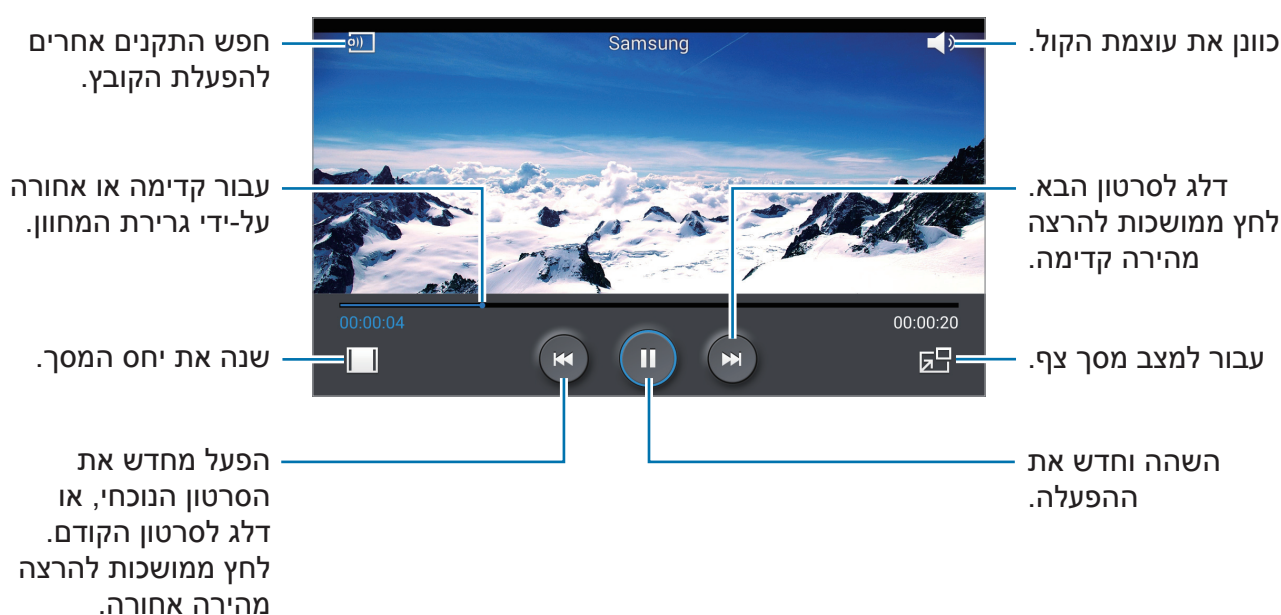 חפש התקנים אחרים
להפעלת הקובץ.
Samsung
כוונן את עוצמת הקול.
עבור קדימה או אחורה
על-ידי גרירת המחוון.
דלג לסרטון הבא.
לחץ ממושכות להרצה
מהירה קדימה.
00:00:04
00:00:20
שנה את יחס המסך.
עבור למצב מסך צף.
הפעל מחדש את
הסרטון הנוכחי, או
דלג לסרטון הקודם.
לחץ ממושכות להרצה
מהירה אחורה.
השהה וחדש את
ההפעלה.